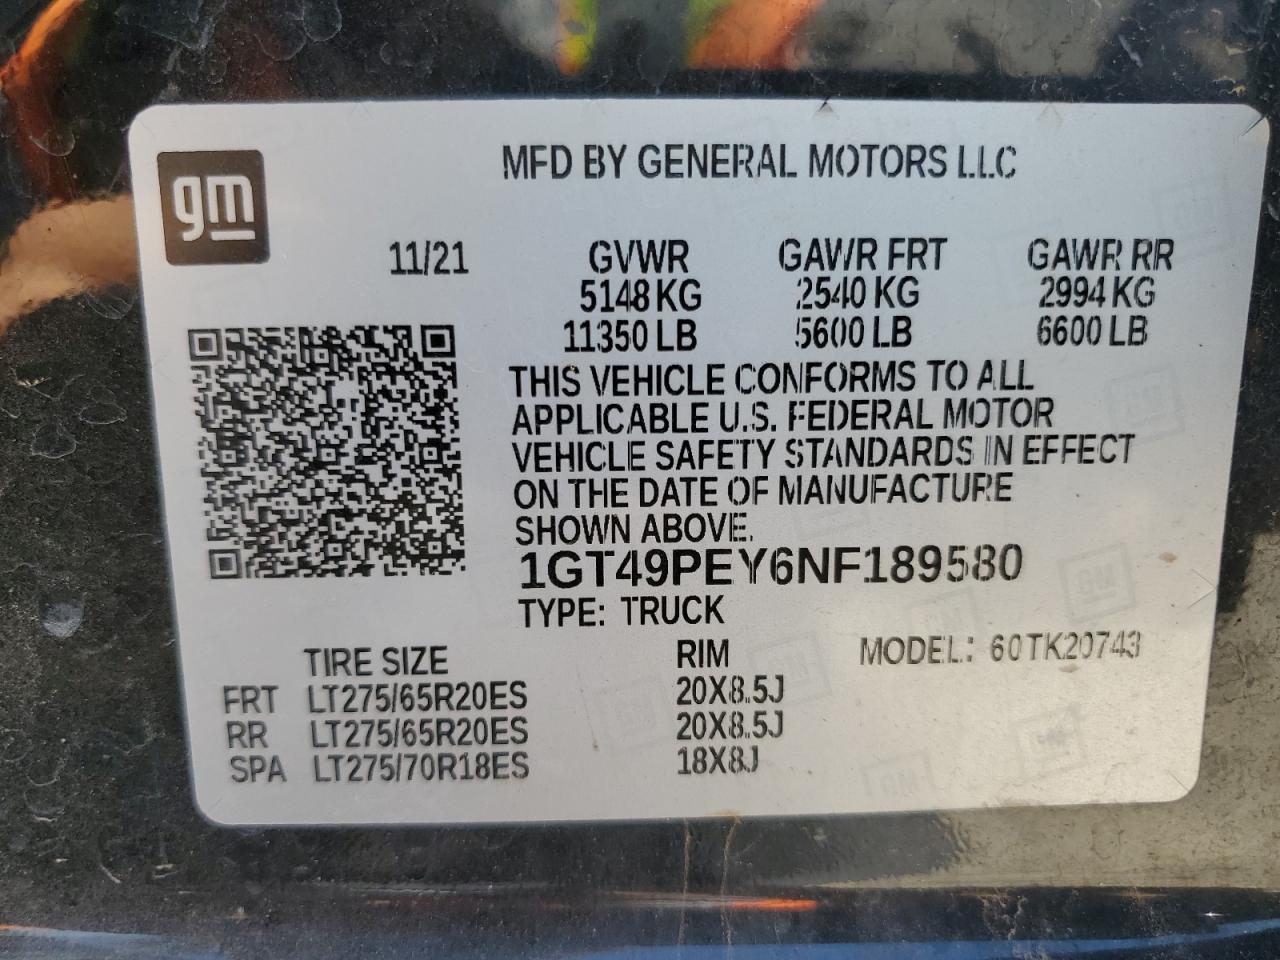 gm
MFD BY GENERAL MOTORS LLC
11/21 GVWR GAWR FRT GAWR RR
5148 KG 2540 KG 2994 KG
11350 LB 5600 LB 6600 LB
THIS VEHICLE CONFORMS TO ALL
APPLICABLE U.S. FEDERAL MOTOR
VEHICLE SAFETY STANDARDS IN EFFECT
ON THE DATE OF MANUFACTURE
SHOWN ABOVE.
1GT49PEY6NF189580
TYPE: TRUCK
TIRE SIZE RIM MODEL: 60TK20743
FRT LT275/65R20ES 20X8.5J
RR LT275/65R20ES 20X8.5J
SPA LT275/70R18ES 18X8J